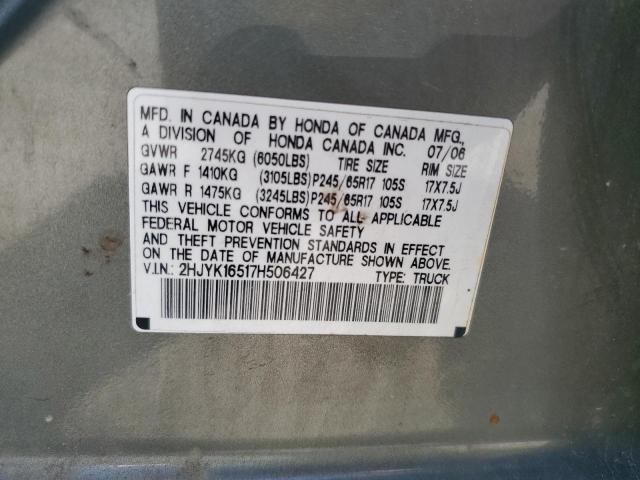 MFD. IN CANADA BY HONDA OF CANADA MFG.,
A DIVISION OF HONDA CANADA INC. 07/06
GVWR 2745KG (6050LBS) TIRE SIZE RIM SIZE
GAWR F 1410KG (3105LBS)P245/65R17 105S 17X7.5J
GAWR R 1475KG (3245LBS)P245/65R17 105S 17X7.5J
THIS VEHICLE CONFORMS TO ALL APPLICABLE
FEDERAL MOTOR VEHICLE SAFETY
AND THEFT PREVENTION STANDARDS IN EFFECT
ON THE DATE OF MANUFACTURE SHOWN ABOVE.
V.I.N.: 2HJYK16517H506427 TYPE: TRUCK